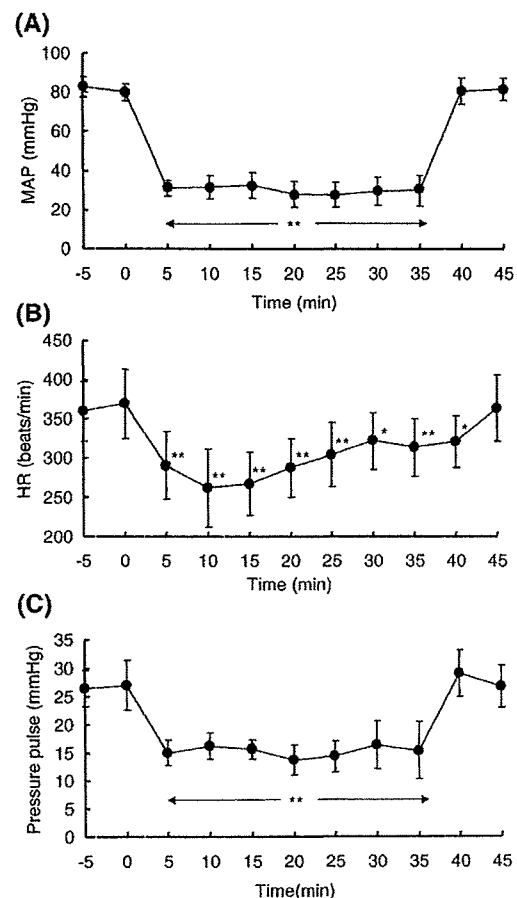 (A)
MAP (mmHg)
100
80
60
40
20
0
**
-5 0 5 10 15 20 25 30 35 40 45
Time (min)
(B)
HR (beats/min)
450
400
350
300
250
200
** ** ** ** ** * ** *
-5 0 5 10 15 20 25 30 35 40 45
Time (min)
(C)
Pressure pulse (mmHg)
35
30
25
20
15
10
5
0
**
-5 0 5 10 15 20 25 30 35 40 45
Time(min)